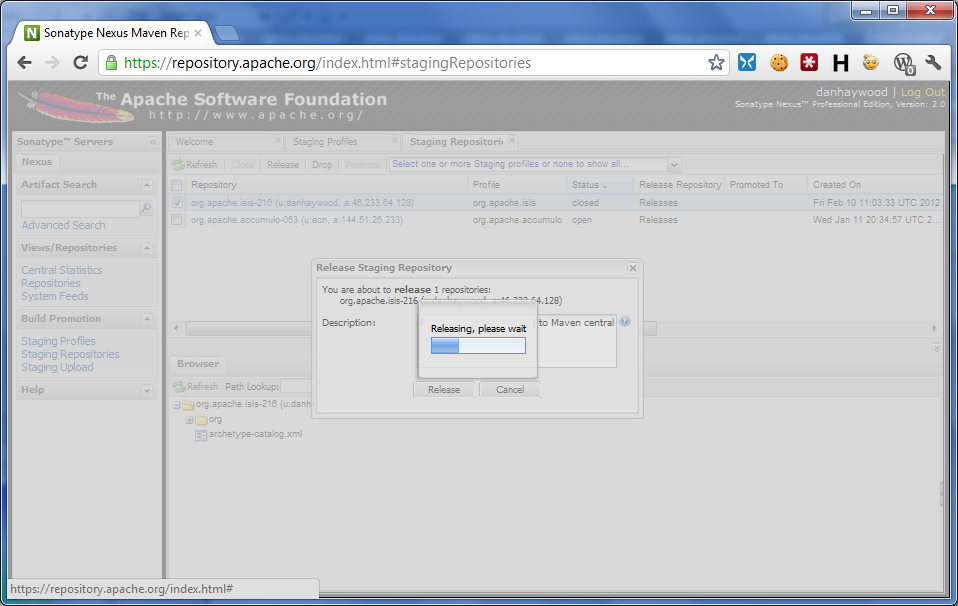 Sonatype Nexus Maven Rep
https://repository.apache.org/index.html#stagingRepositories
The Apache Software Foundation
http://www.apache.org/
danhaywood | Log Out
Sonatype Nexus™ Professional Edition, Version: 2.0
Sonatype™ Servers
Nexus
Artifact Search
Advanced Search
Views/Repositories
Central Statistics
Repositories
System Feeds
Build Promotion
Staging Profiles
Staging Repositories
Staging Upload
Help
Welcome
Staging Profiles
Staging Repositori
Refresh Close Release Drop Promote Select one or more Staging profiles or none to show all...
Repository Profile Status Release Repository Promoted To Created On
org.apache.isis-216 (u:danhaywood, a:46.233.64.128) org.apache.isis closed Releases Fri Feb 10 11:03:33 UTC 2012
org.apache.accumulo-053 (u:ecn, a:144.51.26.233) org.apache.accumulo open Releases Wed Jan 11 20:34:57 UTC 2...
Release Staging Repository
You are about to release 1 repositories:
org.apache.isis-216 (u:danhaywood, a:46.233.64.128)
Description: to Maven central
Releasing, please wait
Release Cancel
Browser
Refresh Path Lookup:
org.apache.isis-216 (u:danh
org
archetype-catalog.xml
https://repository.apache.org/index.html#